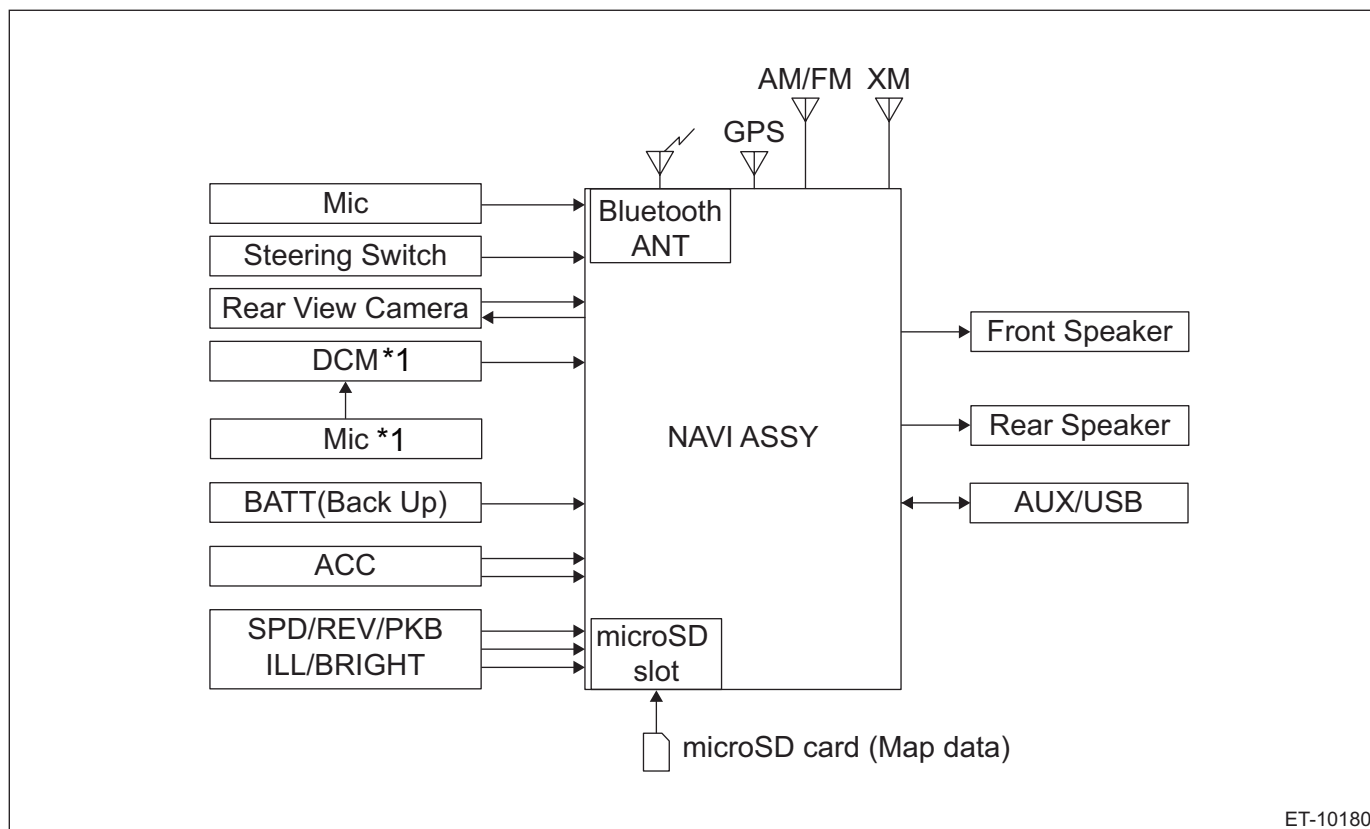 AM/FM XM
GPS
Mic
Bluetooth
ANT
Steering Switch
Rear View Camera
DCM*1
Mic*1
BATT(Back Up)
ACC
SPD/REV/PKB
ILL/BRIGHT
NAVI ASSY
Front Speaker
Rear Speaker
AUX/USB
microSD
slot
microSD card (Map data)
ET-10180